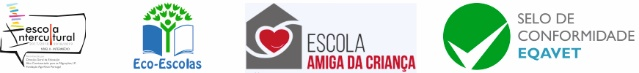 escola
intercultural
Eco-Escolas
ESCOLA
AMIGA DA CRIANÇA
SELO DE
CONFORMIDADE
EQAVET